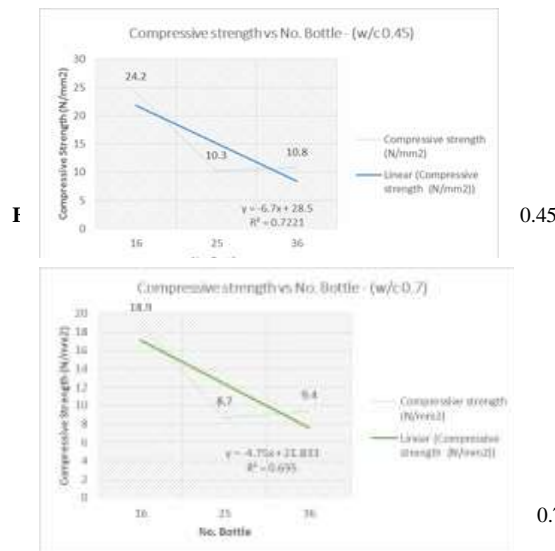 Compressive strength vs No. Bottle - (w/c 0.45)
30
25
20
15
10
5
0
24.2
10.3
10.8
y = -6.7x + 28.5
R² = 0.7221
16 25 36
Compressive Strength (N/mm2)
Compressive strength
(N/mm2)
Linear (Compressive
strength (N/mm2))
0.45
Compressive strength vs No. Bottle - (w/c 0.7)
20
18
16
14
12
10
8
6
4
2
0
18.9
8.7
9.4
y = -4.75x + 21.833
R² = 0.695
16 25 36
No. Bottle
Compressive Strength (N/mm2)
Compressive strength
(N/mm2)
Linear (Compressive
strength (N/mm2))